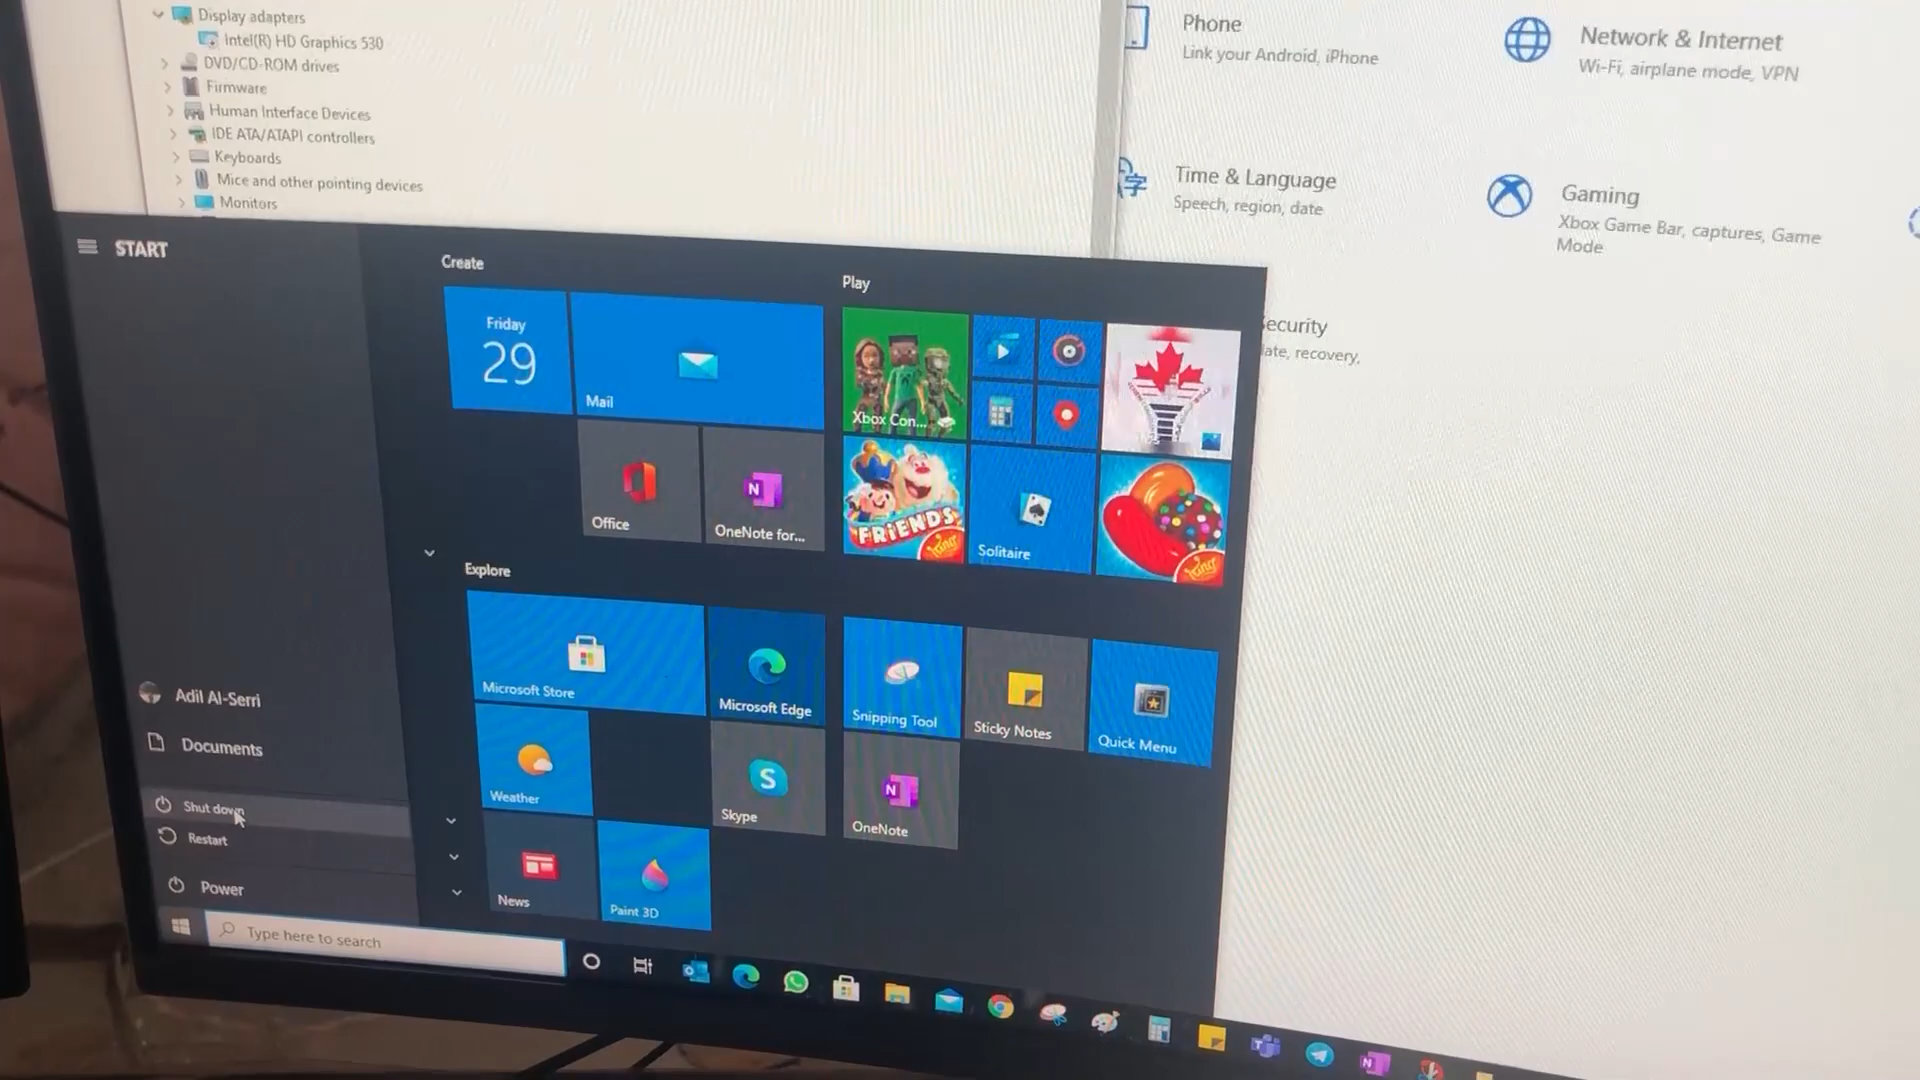 Display adapters
Intel(R) HD Graphics 530
DVD/CD-ROM drives
Firmware
Human Interface Devices
IDE ATA/ATAPI controllers
Keyboards
Mice and other pointing devices
Monitors
Phone
Link your Android, iPhone
Network & Internet
Wi-Fi, airplane mode, VPN
Time & Language
Speech, region, date
Gaming
Xbox Game Bar, captures, Game
Mode
ecurity
ate, recovery,
START
Create
Friday
29
Mail
Office
OneNote for...
Play
Xbox Con...
FRiENDS
King
Solitaire
King
Explore
Microsoft Store
Microsoft Edge
Snipping Tool
Sticky Notes
Quick Menu
Weather
Skype
OneNote
News
Paint 3D
Adil Al-Serri
Documents
Shut down
Restart
Power
Type here to search